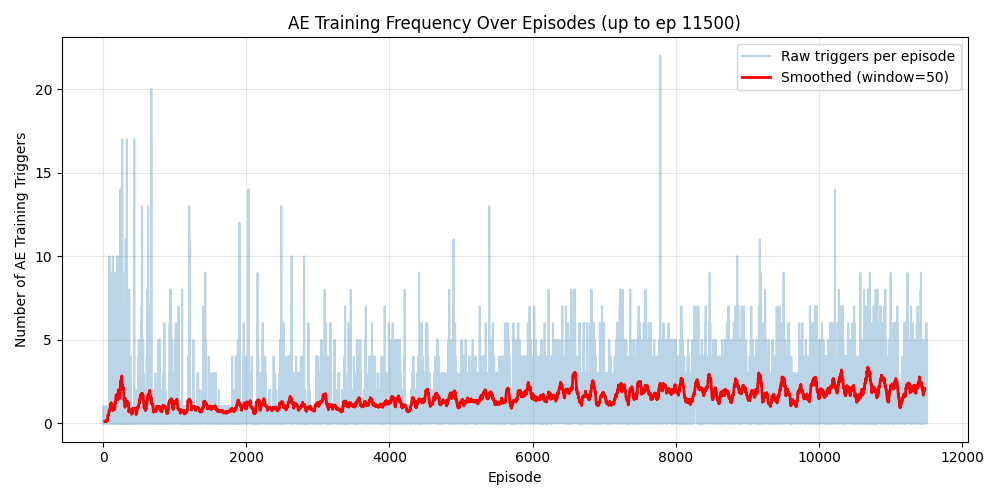 AE Training Frequency Over Episodes (up to ep 11500)
Raw triggers per episode
Smoothed (window=50)
Number of AE Training Triggers
20
15
10
5
0
0 2000 4000 6000 8000 10000 12000
Episode